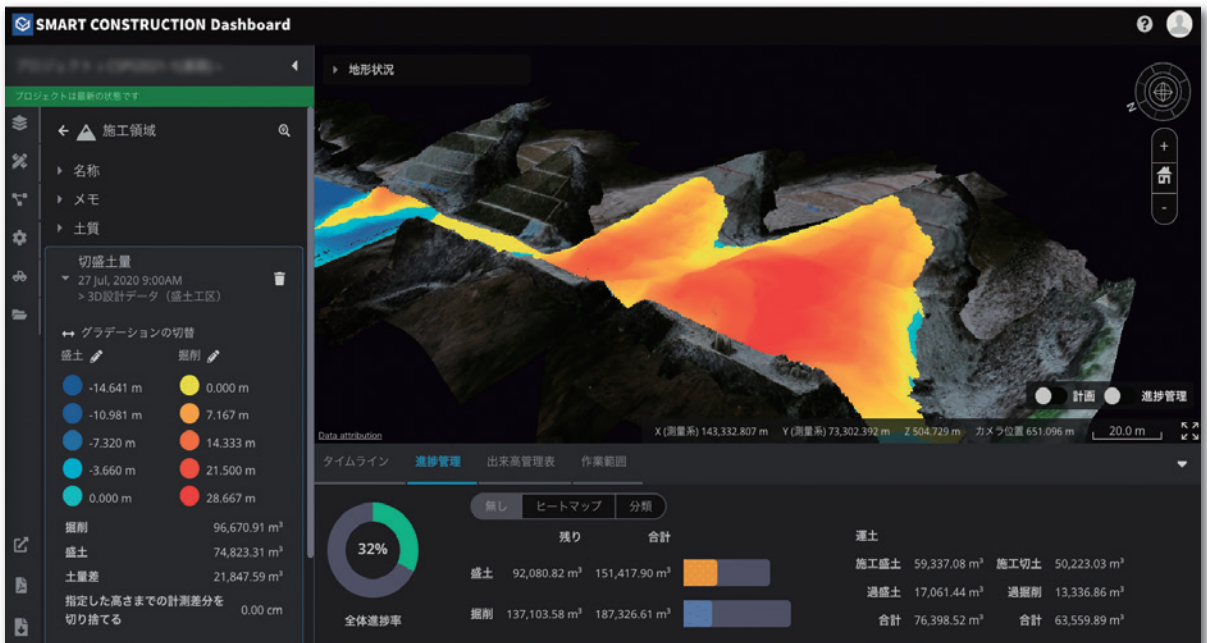 SMART CONSTRUCTION Dashboard
プロジェクトは最新の状態です
施工領域
名称
メモ
土質
切盛土量
27 Jul, 2020 9:00AM
> 3D設計データ（盛土工区）
グラデーションの切替
盛土 掘削
-14.641 m 0.000 m
-10.981 m 7.167 m
-7.320 m 14.333 m
-3.660 m 21.500 m
0.000 m 28.667 m
掘削 96,670.91 m³
盛土 74,823.31 m³
土量差 21,847.59 m³
指定した高さまでの計測差分を
切り捨てる 0.00 cm
地形状況
N
+
-
計画 進捗管理
Data attribution
X (測量系) 143,332.807 m Y (測量系) 73,302.392 m Z 504.729 m カメラ位置 651.096 m 20.0 m
タイムライン 進捗管理 出来高管理表 作業範囲
無し ヒートマップ 分類
32%
全体進捗率
残り 合計
盛土 92,080.82 m³ 151,417.90 m³
掘削 137,103.58 m³ 187,326.61 m³
運土
施工盛土 59,337.08 m³ 施工切土 50,223.03 m³
過盛土 17,061.44 m³ 過掘削 13,336.86 m³
合計 76,398.52 m³ 合計 63,559.89 m³